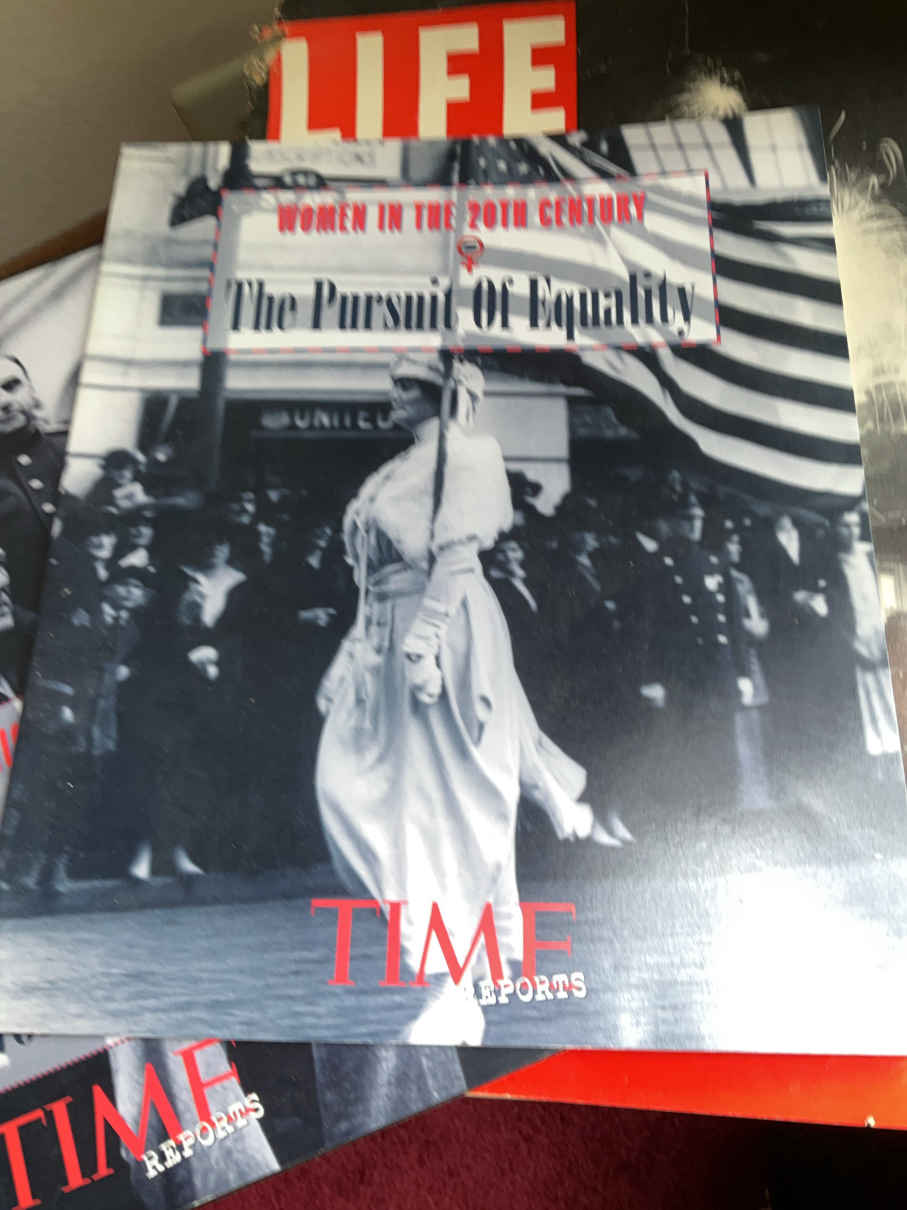 LIFE
WOMEN IN THE 20TH CENTURY
The Pursuit Of Equality
UNITED
TIME
REPORTS
TIME
REPORTS